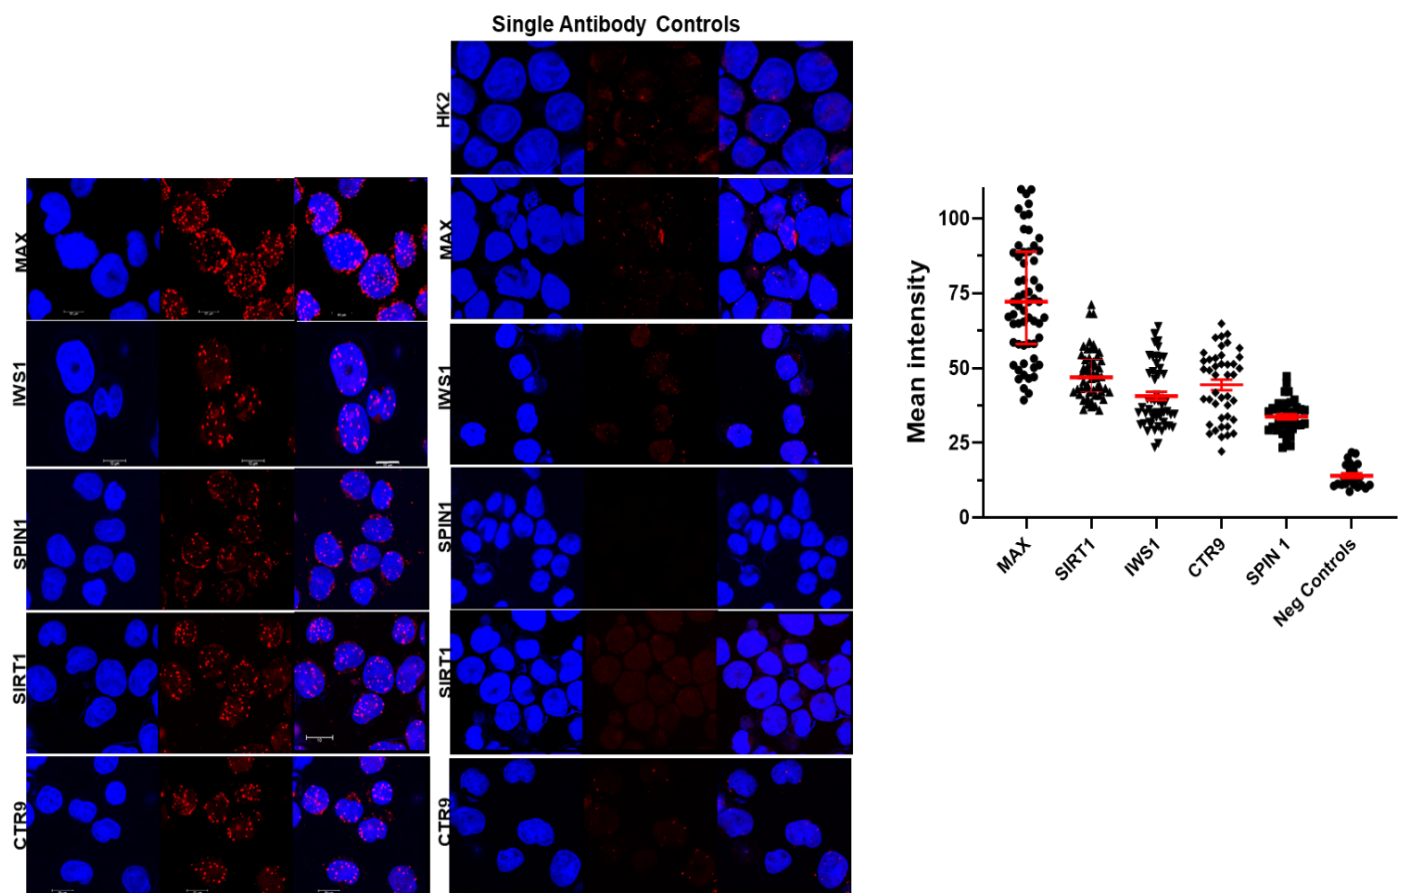 Single Antibody Controls
HK2
MAX
IWS1
SPIN1
SIRT1
CTR9
MAX
IWS1
SPIN1
SIRT1
CTR9
Mean intensity
100
75
50
25
0
MAX
SIRT1
IWS1
CTR9
SPIN 1
Neg Controls